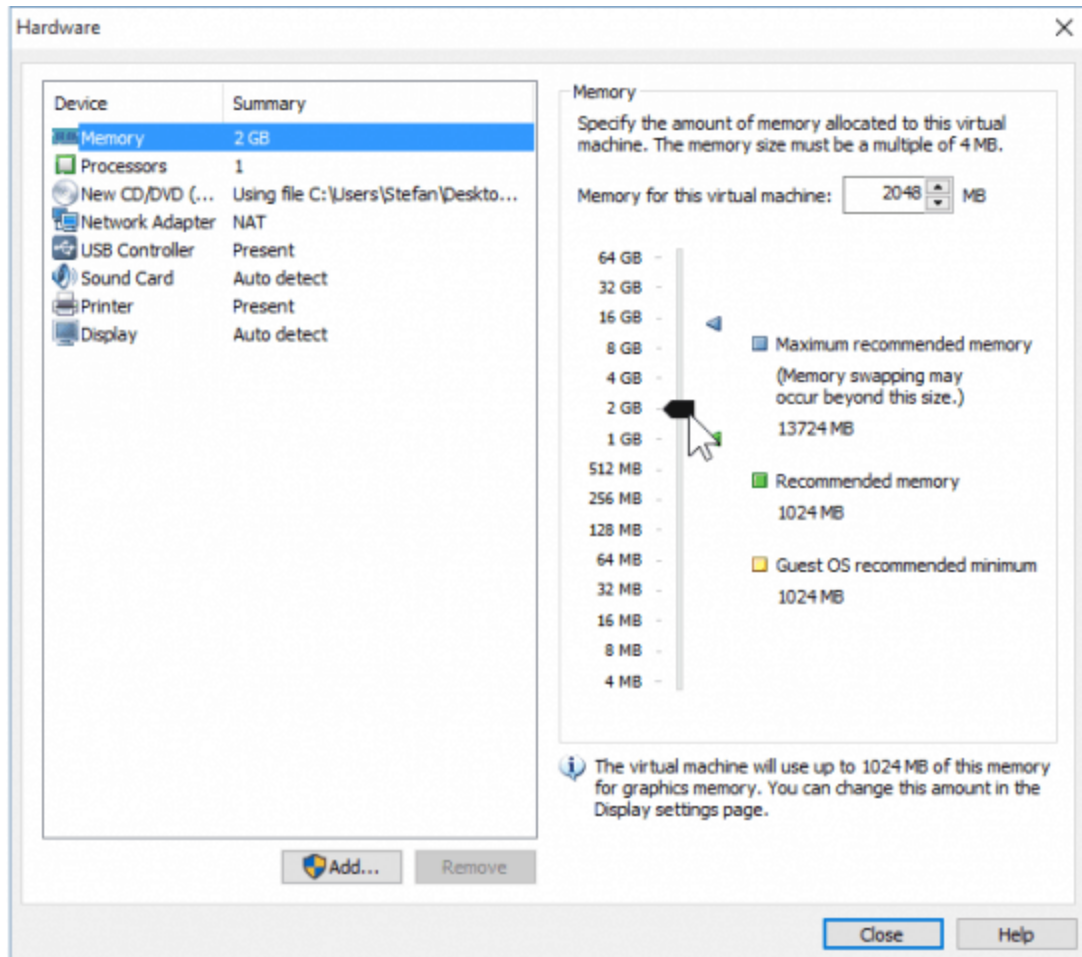 Hardware
Device Summary
Memory 2 GB
Processors 1
New CD/DVD (... Using file C:\Users\Stefan\Deskto...
Network Adapter NAT
USB Controller Present
Sound Card Auto detect
Printer Present
Display Auto detect
Add... Remove
Memory
Specify the amount of memory allocated to this virtual
machine. The memory size must be a multiple of 4 MB.
Memory for this virtual machine: 2048 MB
64 GB
32 GB
16 GB
8 GB
4 GB
2 GB
1 GB
512 MB
256 MB
128 MB
64 MB
32 MB
16 MB
8 MB
4 MB
Maximum recommended memory
(Memory swapping may
occur beyond this size.)
13724 MB
Recommended memory
1024 MB
Guest OS recommended minimum
1024 MB
The virtual machine will use up to 1024 MB of this memory
for graphics memory. You can change this amount in the
Display settings page.
Close Help